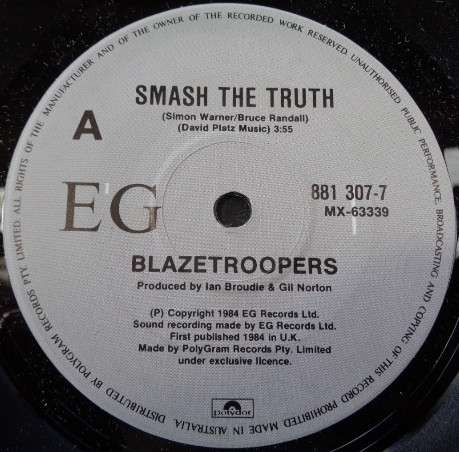 SMASH THE TRUTH
(Simon Warner/Bruce Randall)
(David Platz Music) 3:55
A
EG
881 307-7
MX-63339
BLAZETROOPERS
Produced by Ian Broudie & Gil Norton
(P) Copyright 1984 EG Records Ltd.
Sound recording made by EG Records Ltd.
First published 1984 in U.K.
Made by PolyGram Records Pty. Limited
under exclusive licence.
polydor
DISTRIBUTED BY POLYGRAM RECORDS PTY. LIMITED. ALL RIGHTS OF THE MANUFACTURER AND OF THE OWNER OF THE RECORDED WORK RESERVED. UNAUTHORISED PUBLIC PERFORMANCE, BROADCASTING AND COPYING OF THIS RECORD PROHIBITED. MADE IN AUSTRALIA.